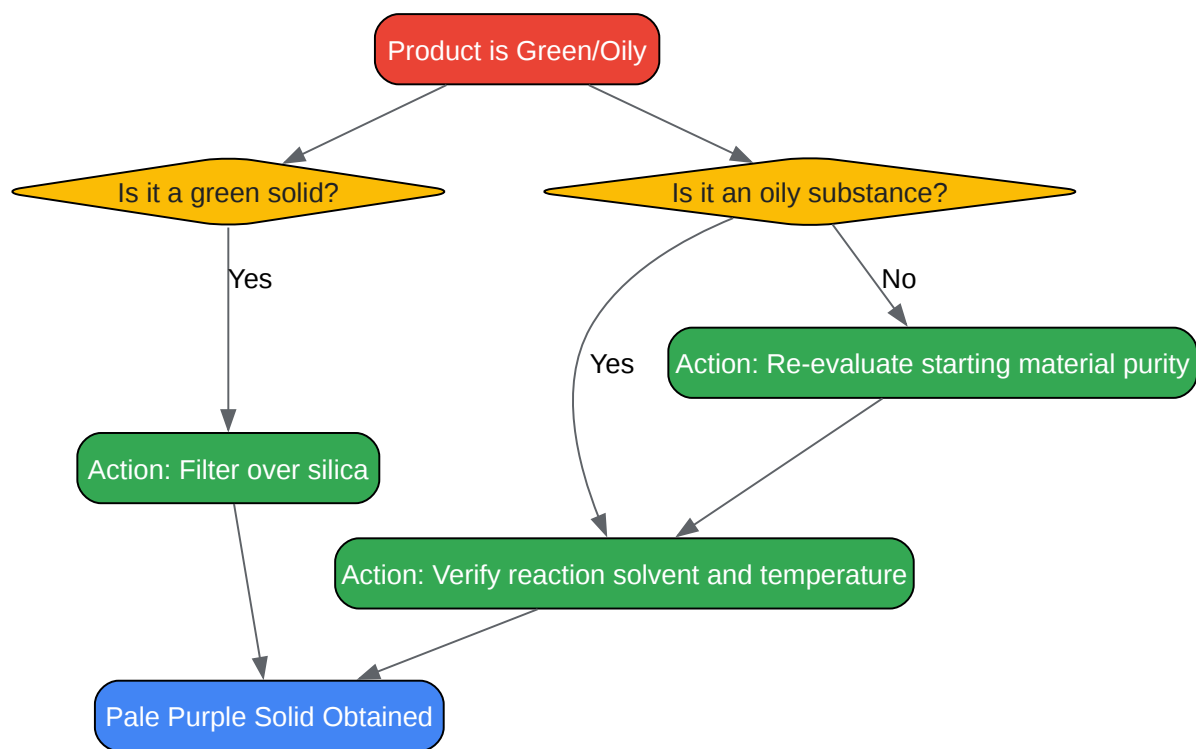 Product is Green/Oily
Is it a green solid?
Is it an oily substance?
Yes
No
Yes
Action: Re-evaluate starting material purity
Action: Filter over silica
Action: Verify reaction solvent and temperature
Pale Purple Solid Obtained